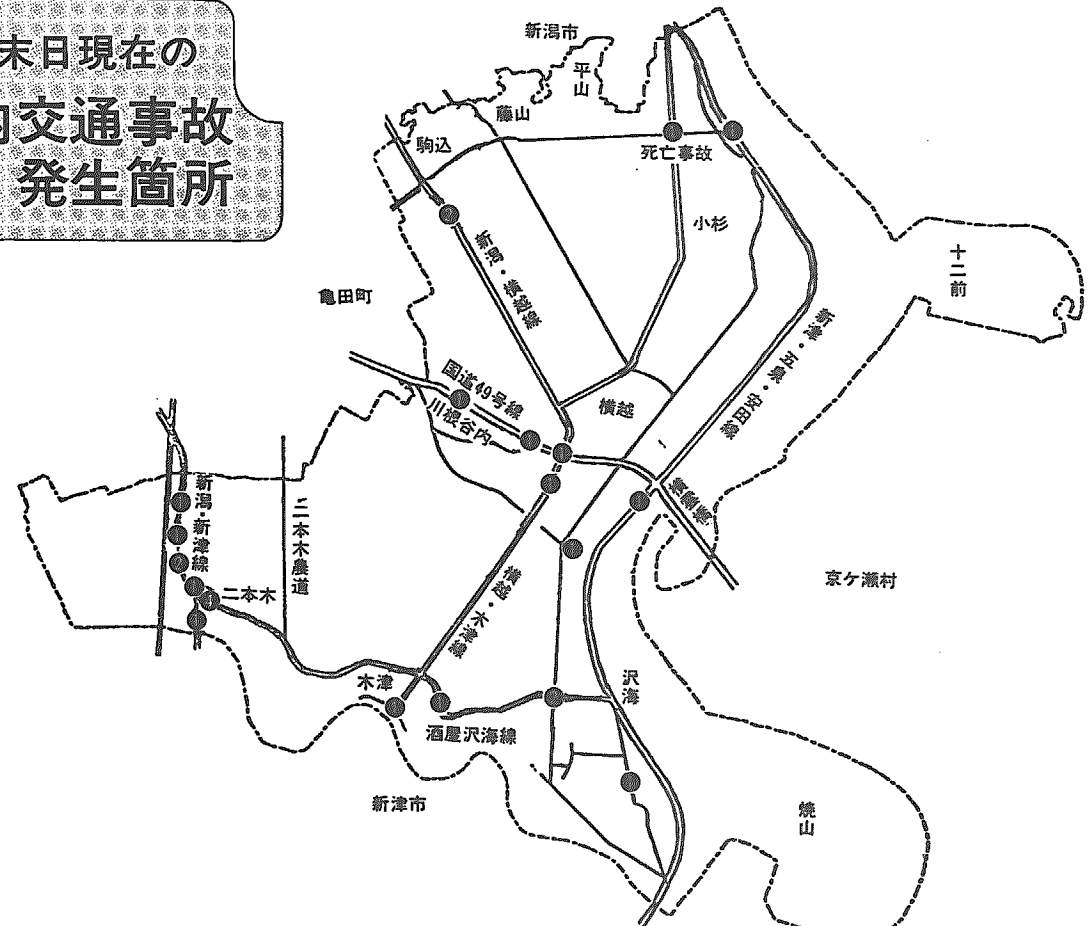 末日現在の
内交通事故
発生箇所
新潟市
平山
藤山
駒込
死亡事故
小杉
十二前
新潟・横越線
亀田町
新津・五泉・安田線
国道49号線
川根谷内
横越
新潟・新津線
二本木農道
京ケ瀬村
二本木
横越・木津線
木津
沢海
酒屋沢海線
新津市
焼山